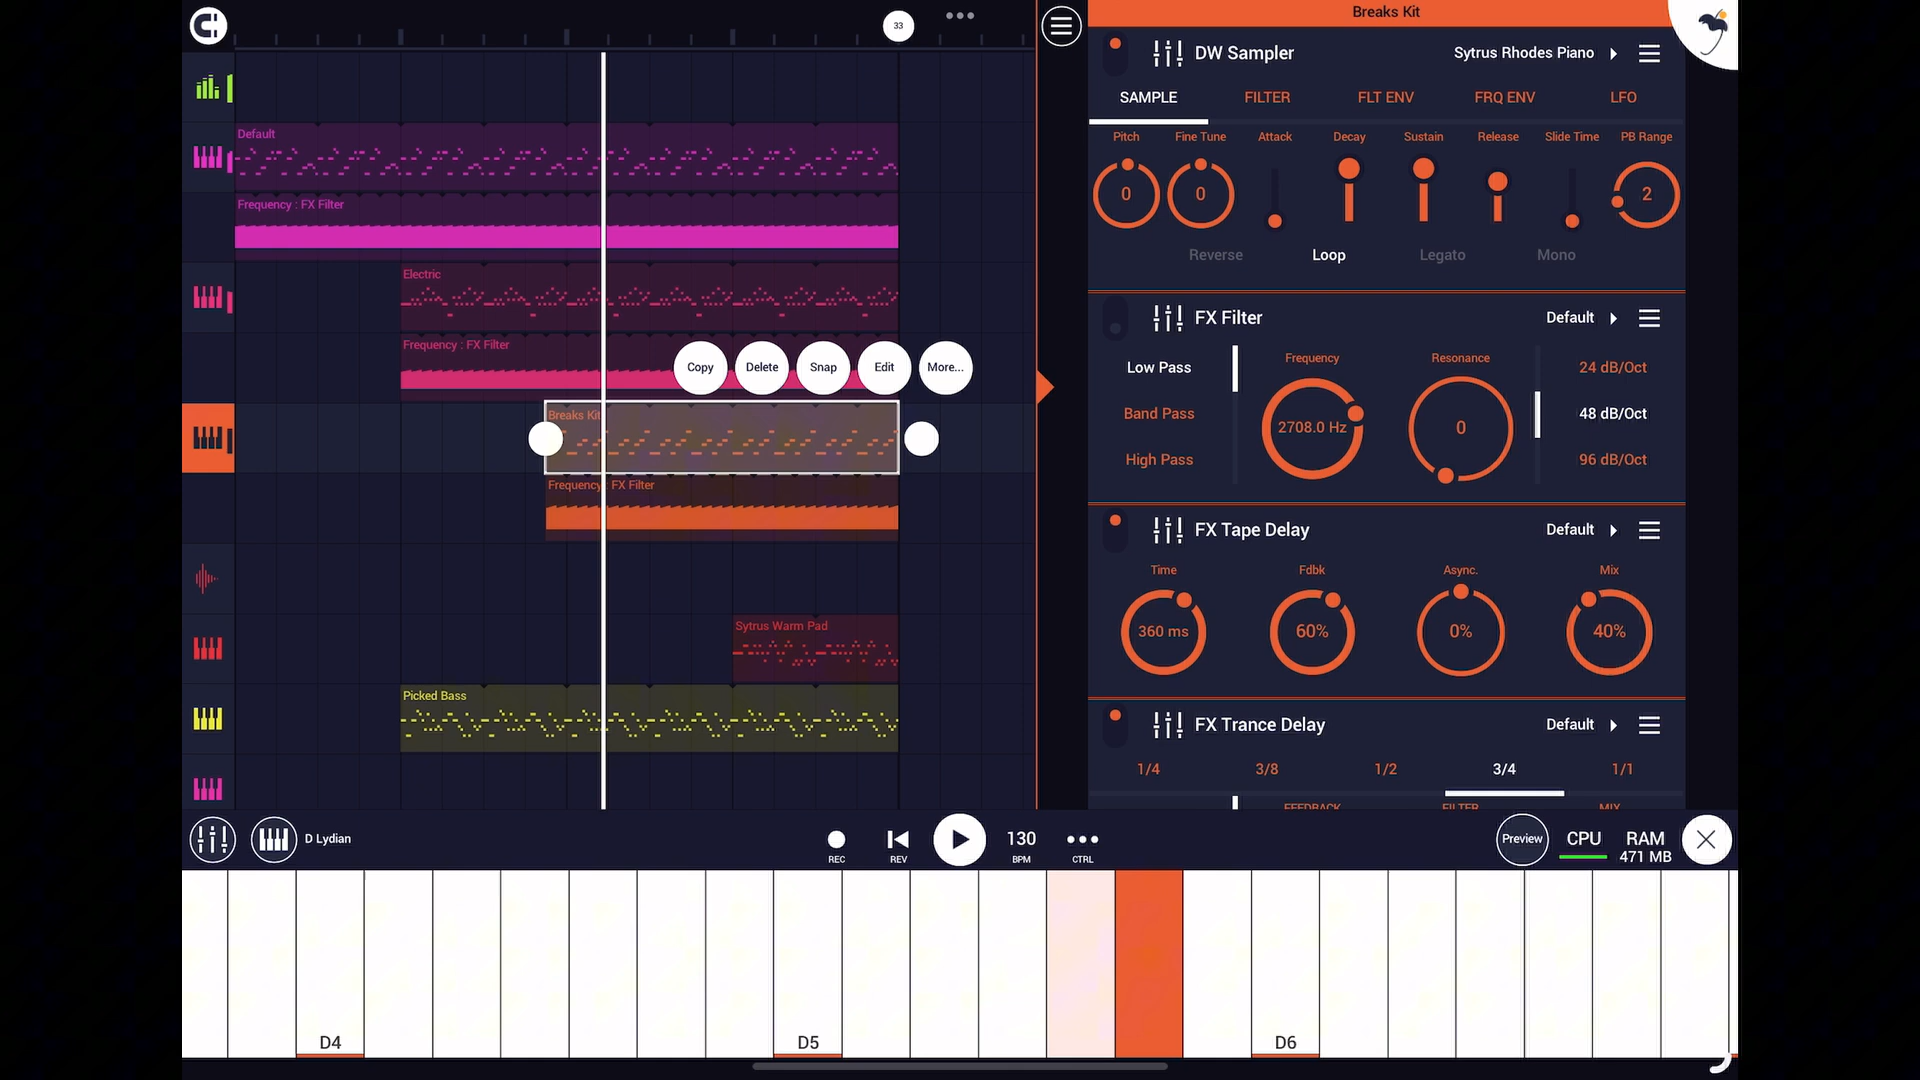 33
Breaks Kit
DW Sampler
Sytrus Rhodes Piano
SAMPLE FILTER FLT ENV FRQ ENV LFO
Pitch Fine Tune Attack Decay Sustain Release Slide Time PB Range
0 0 2
Reverse Loop Legato Mono
FX Filter Default
Low Pass Frequency Resonance 24 dB/Oct
Band Pass 2708.0 Hz 0 48 dB/Oct
High Pass 96 dB/Oct
FX Tape Delay Default
Time Fdbk Async. Mix
360 ms 60% 0% 40%
FX Trance Delay Default
1/4 3/8 1/2 3/4 1/1
FEEDBACK FILTER MIX
Default
Frequency : FX Filter
Electric
Frequency : FX Filter
Copy Delete Snap Edit More...
Breaks Kit
Frequency : FX Filter
Sytrus Warm Pad
Picked Bass
D Lydian
REC REV
130
BPM
CTRL
Preview
CPU
RAM
471 MB
D4 D5 D6